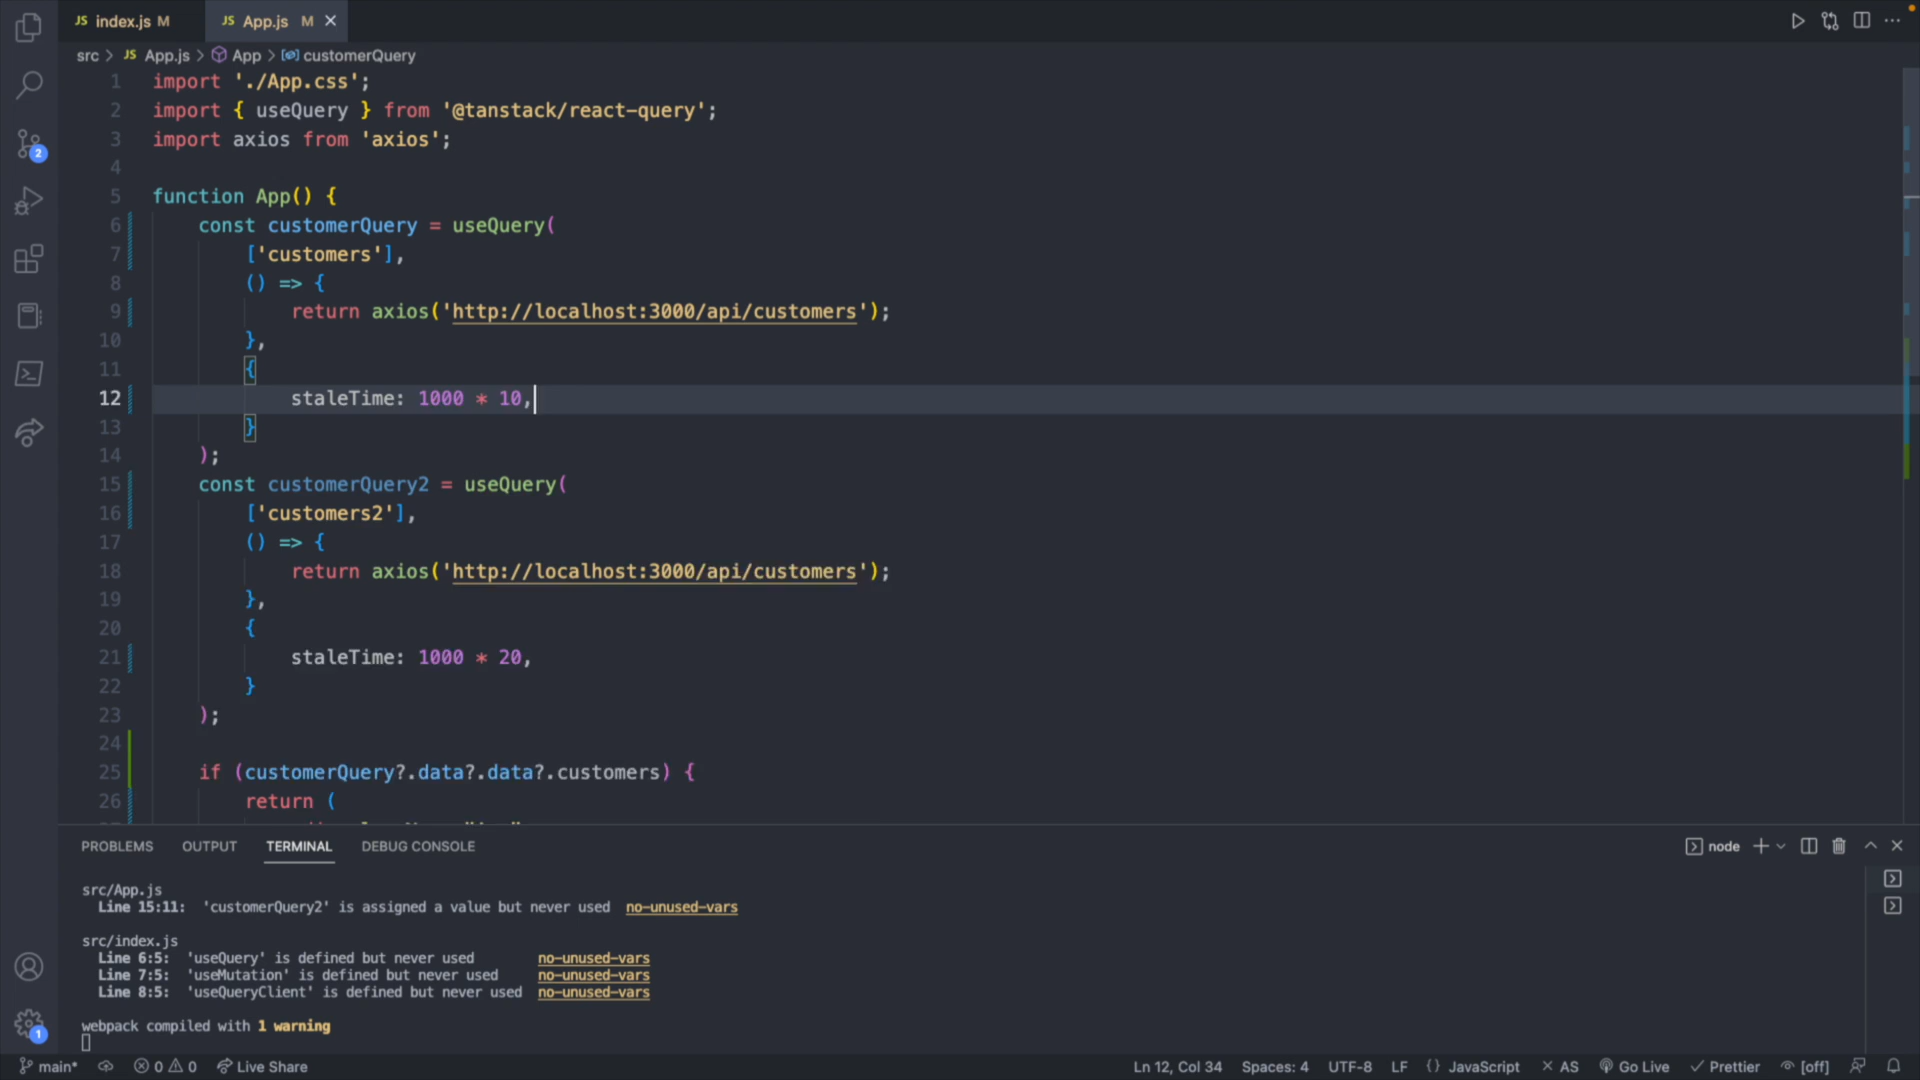 JS index.js M
JS App.js M
src > JS App.js > App > customerQuery
1 import './App.css';
2 import { useQuery } from '@tanstack/react-query';
3 import axios from 'axios';
4
5 function App() {
6 const customerQuery = useQuery(
7 ['customers'],
8 () => {
9 return axios('http://localhost:3000/api/customers');
10 },
11 {
12 staleTime: 1000 * 10,
13 }
14 );
15 const customerQuery2 = useQuery(
16 ['customers2'],
17 () => {
18 return axios('http://localhost:3000/api/customers');
19 },
20 {
21 staleTime: 1000 * 20,
22 }
23 );
24
25 if (customerQuery?.data?.data?.customers) {
26 return (
2
PROBLEMS OUTPUT TERMINAL DEBUG CONSOLE node
src/App.js
Line 15:11: 'customerQuery2' is assigned a value but never used no-unused-vars
src/index.js
Line 6:5: 'useQuery' is defined but never used no-unused-vars
Line 7:5: 'useMutation' is defined but never used no-unused-vars
Line 8:5: 'useQueryClient' is defined but never used no-unused-vars
webpack compiled with 1 warning
1
main* 0 0 Live Share Ln 12, Col 34 Spaces: 4 UTF-8 LF {} JavaScript AS Go Live Prettier [off]